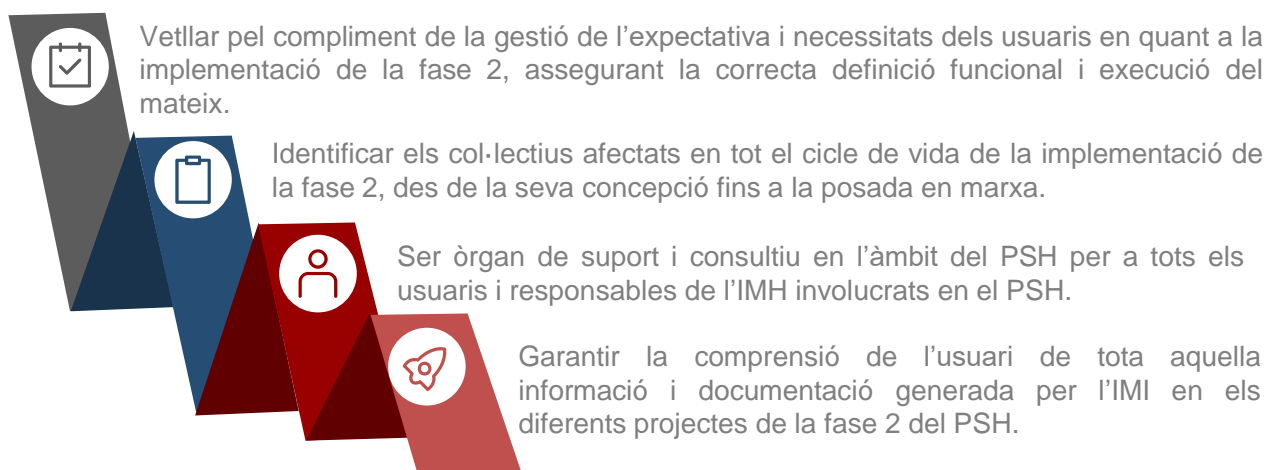 Vetllar pel compliment de la gestió de l’expectativa i necessitats dels usuaris en quant a la
implementació de la fase 2, assegurant la correcta definició funcional i execució del
mateix.
Identificar els col·lectius afectats en tot el cicle de vida de la implementació de
la fase 2, des de la seva concepció fins a la posada en marxa.
Ser òrgan de suport i consultiu en l’àmbit del PSH per a tots els
usuaris i responsables de l’IMH involucrats en el PSH.
Garantir la comprensió de l’usuari de tota aquella
informació i documentació generada per l’IMI en els
diferents projectes de la fase 2 del PSH.